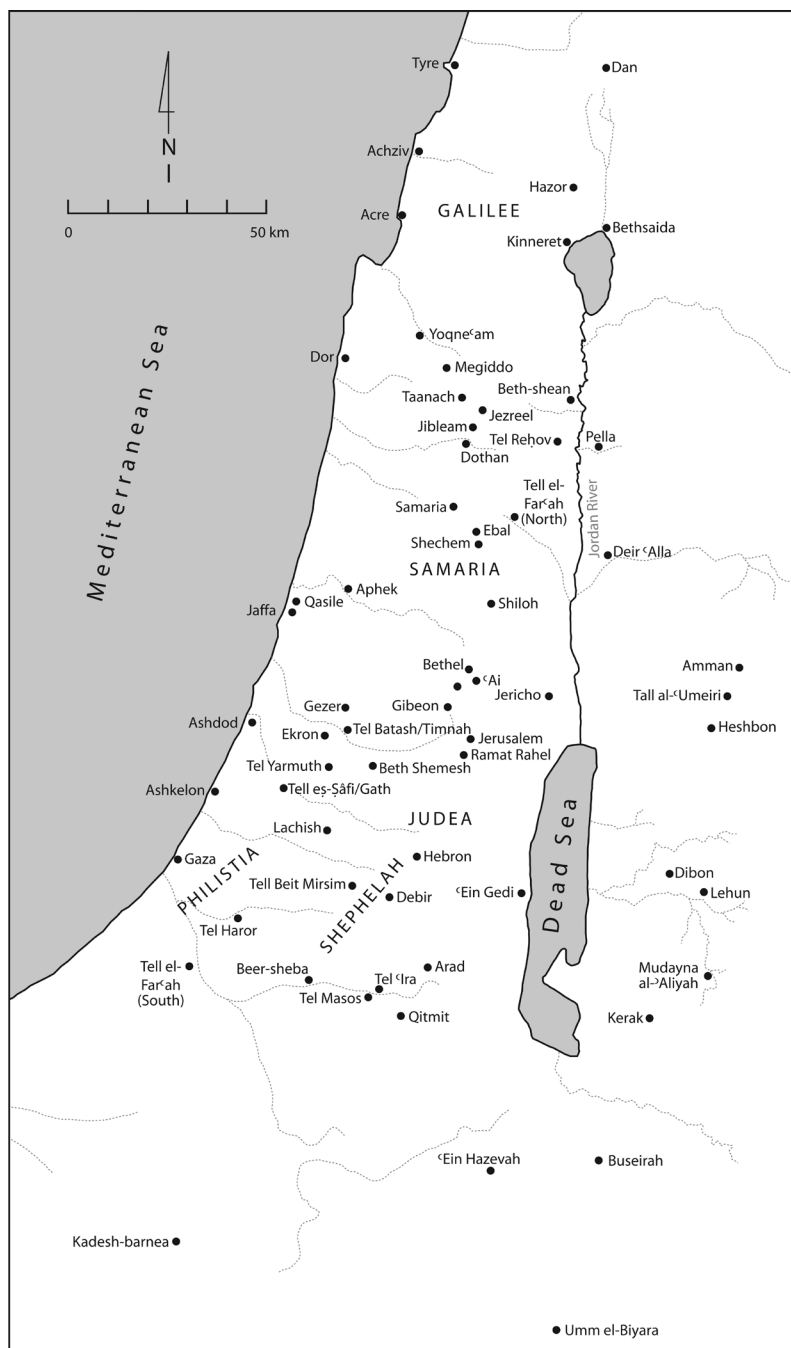 Tyre
Dan
N
Achziv
Hazor
Acre
GALILEE
0
50 km
Bethsaida
Kinneret
Yoqneʿam
Dor
Megiddo
Mediterranean Sea
Taanach
Beth-shean
Jezreel
Jibleam
Tel Reḥov
Pella
Dothan
Samaria
Tell el-
Farʿah
(North)
Jordan River
Ebal
Shechem
Deir ʿAlla
SAMARIA
Aphek
Qasile
Jaffa
Shiloh
Bethel
ʿAi
Amman
Jericho
Tall al-ʿUmeiri
Gezer
Gibeon
Ashdod
Heshbon
Tel Batash/Timnah
Ekron
Jerusalem
Ramat Rahel
Tel Yarmuth
Beth Shemesh
Ashkelon
Tell eṣ-Ṣâfi/Gath
JUDEA
Lachish
Dead Sea
Gaza
PHILISTIA
Hebron
SHEPHELAH
Tell Beit Mirsim
Debir
ʿEin Gedi
Dibon
Lehun
Tel Haror
Tell el-
Farʿah
(South)
Beer-sheba
Arad
Tel ʿIra
Tel Masos
Mudayna
al-ʾAliyah
Qitmit
Kerak
ʿEin Hazevah
Buseirah
Kadesh-barnea
Umm el-Biyara